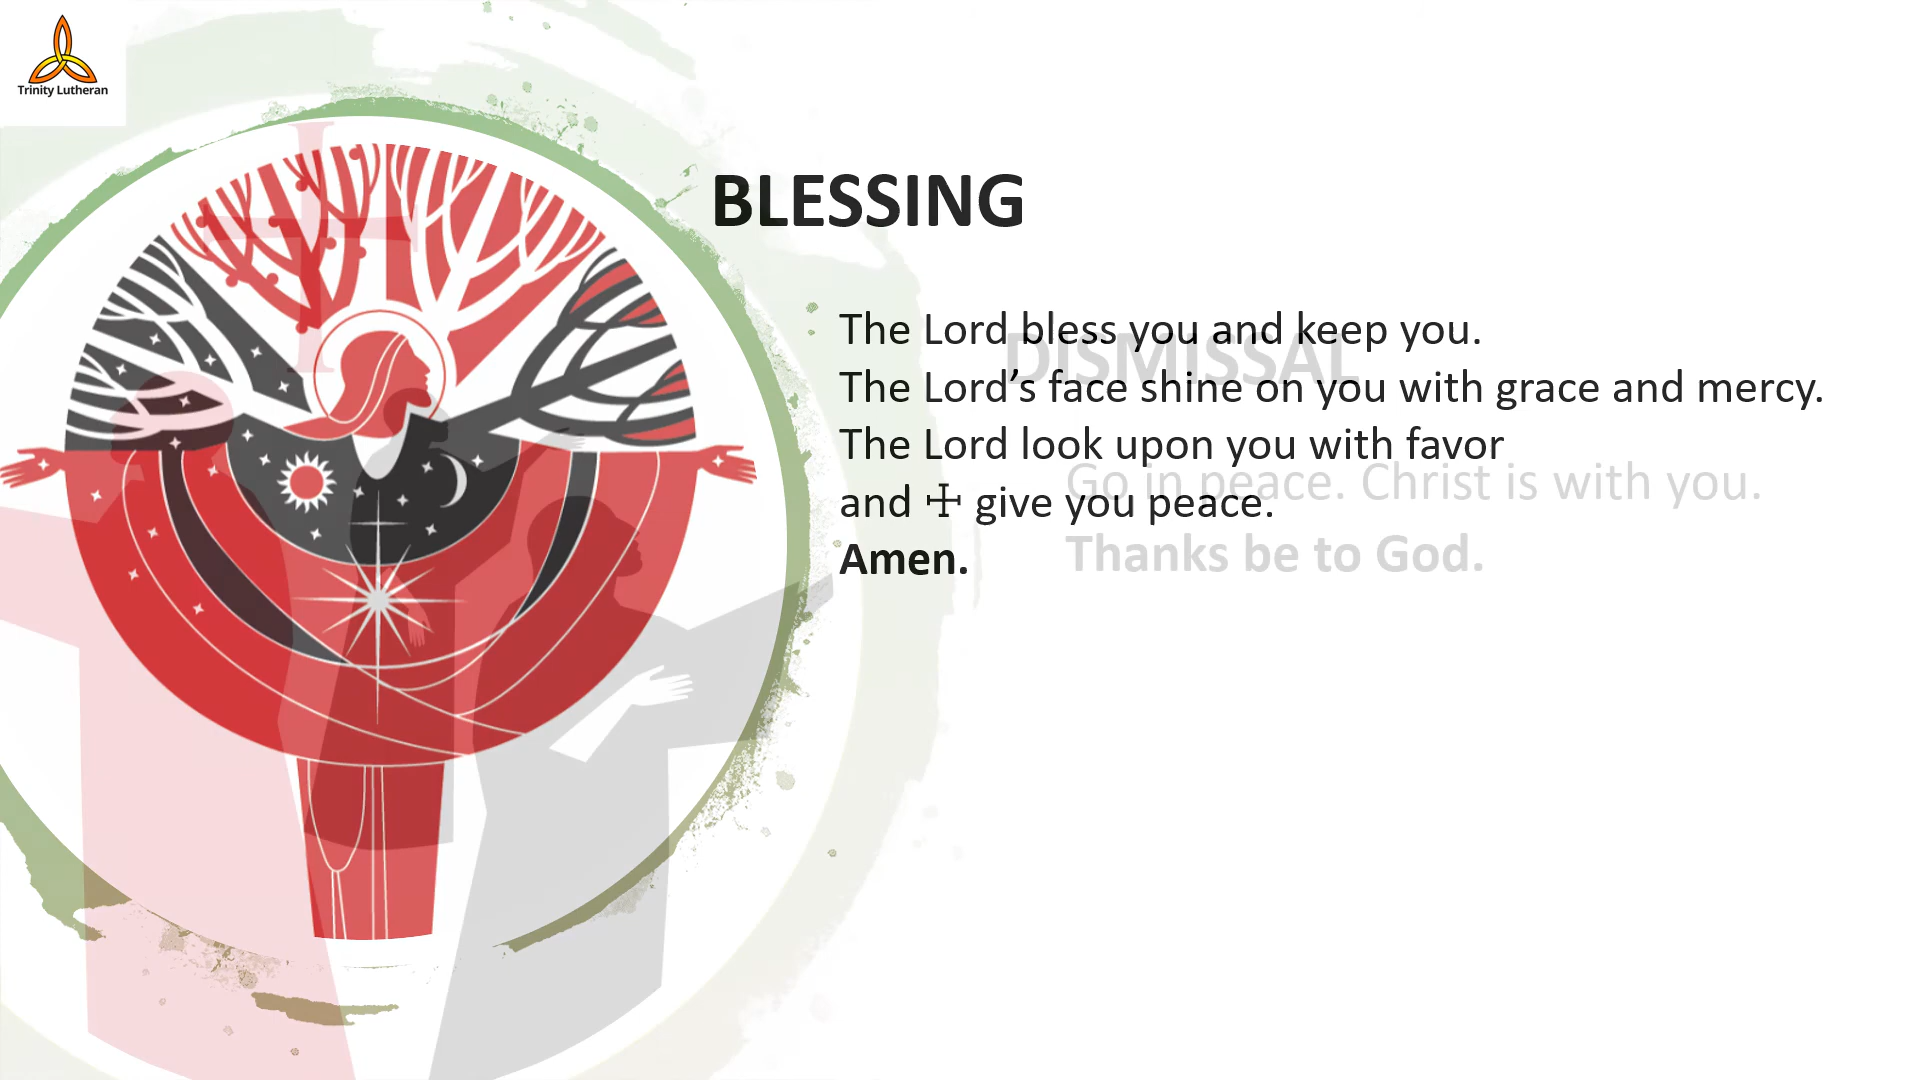 Trinity Lutheran
BLESSING
The Lord bless you and keep you.
The Lord’s face shine on you with grace and mercy.
The Lord look upon you with favor
and ☩ give you peace.
Amen.
DISMISSAL
Go in peace. Christ is with you.
Thanks be to God.